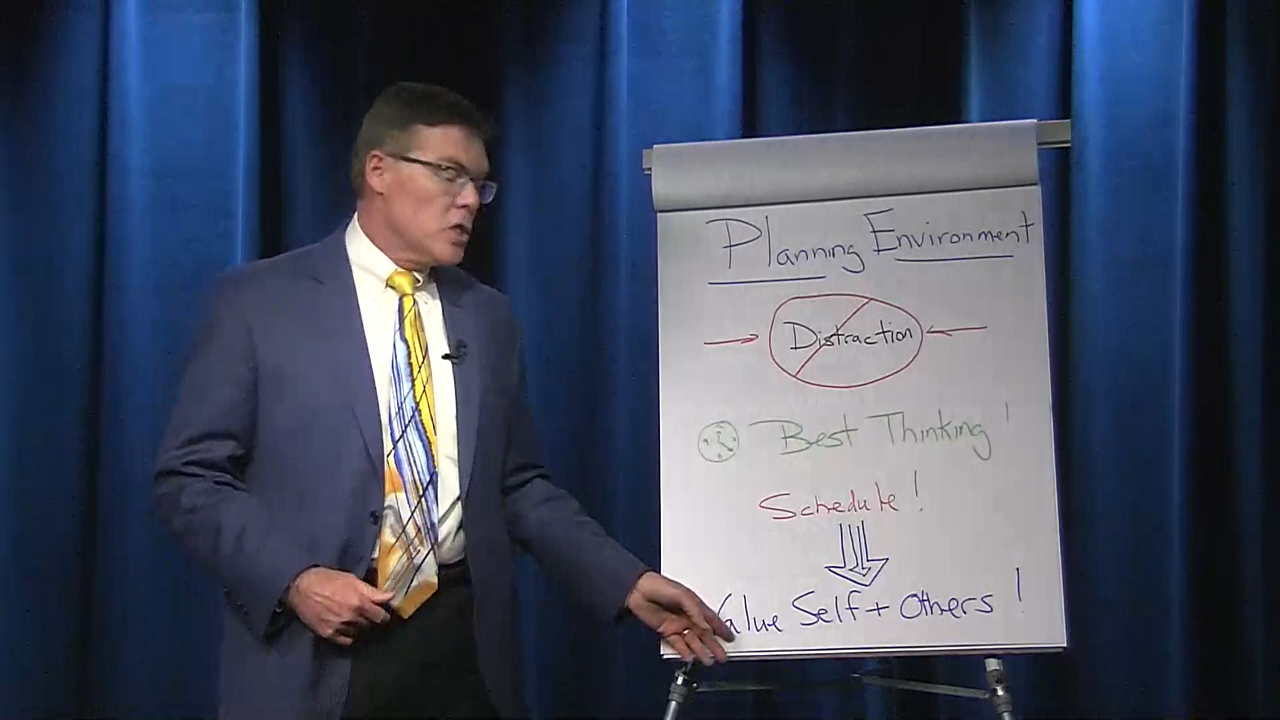 Planning Environment
Distraction
Best Thinking!
Schedule!
Value Self + Others!